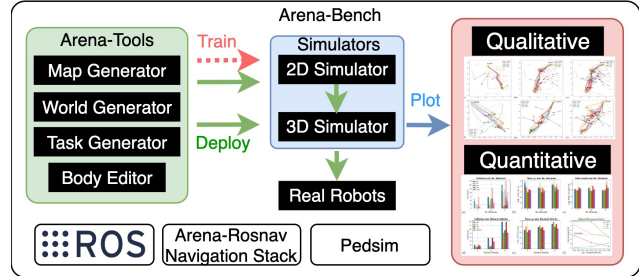 Arena-Bench
Arena-Tools
Map Generator
World Generator
Task Generator
Body Editor
Train
Deploy
Simulators
2D Simulator
3D Simulator
Real Robots
Plot
Qualitative
Quantitative
ROS
Arena-Rosnav
Navigation Stack
Pedsim